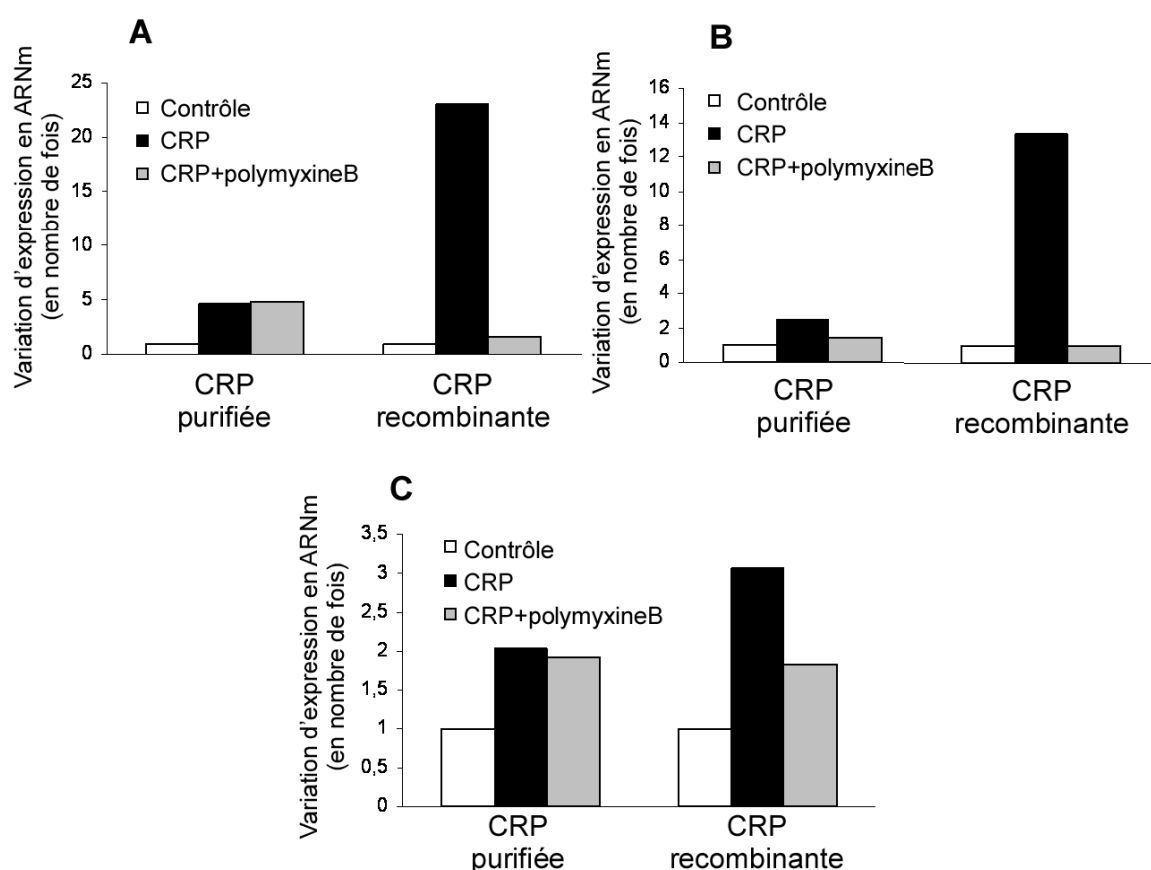 A
Variation d'expression en ARNm
(en nombre de fois)
25
20
15
10
5
0
Contrôle
CRP
CRP+polymyxineB
CRP
purifiée
CRP
recombinante
B
Variation d'expression en ARNm
(en nombre de fois)
16
14
12
10
8
6
4
2
0
Contrôle
CRP
CRP+polymyxineB
CRP
purifiée
CRP
recombinante
C
Variation d'expression en ARNm
(en nombre de fois)
3,5
3
2,5
2
1,5
1
0,5
0
Contrôle
CRP
CRP+polymyxineB
CRP
purifiée
CRP
recombinante